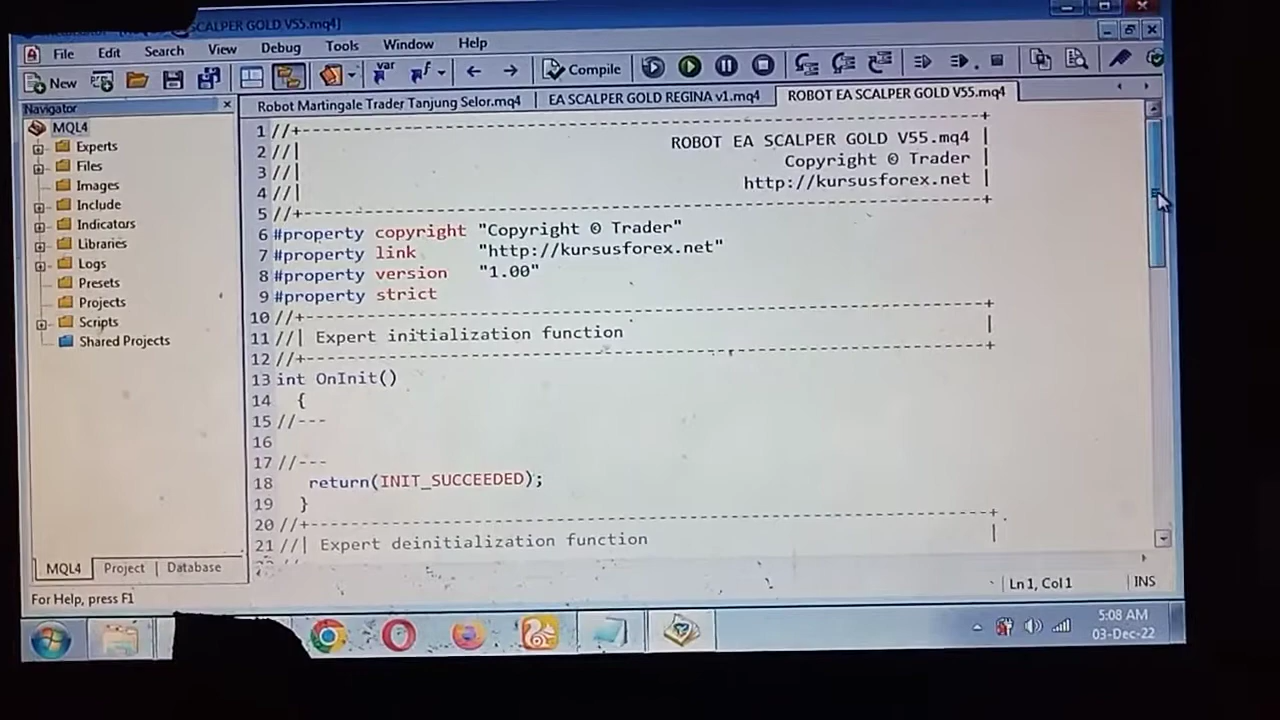 SCALPER GOLD V55.mq4]
File Edit Search View Debug Tools Window Help
New Compile
Navigator
MQL4
Experts
Files
Images
Include
Indicators
Libraries
Logs
Presets
Projects
Scripts
Shared Projects
MQL4 Project Database
Robot Martingale Trader Tanjung Selor.mq4 EA SCALPER GOLD REGINA v1.mq4 ROBOT EA SCALPER GOLD V55.mq4
1 //+------------------------------------------------------------------+
2 //| ROBOT EA SCALPER GOLD V55.mq4 |
3 //| Copyright © Trader |
4 //| http://kursusforex.net |
5 //+------------------------------------------------------------------+
6 #property copyright "Copyright © Trader"
7 #property link "http://kursusforex.net"
8 #property version "1.00"
9 #property strict
10 //+------------------------------------------------------------------+
11 //| Expert initialization function |
12 //+------------------------------------------------------------------+
13 int OnInit()
14 {
15 //---
16
17 //---
18 return(INIT_SUCCEEDED);
19 }
20 //+------------------------------------------------------------------+
21 //| Expert deinitialization function |
For Help, press F1 Ln 1, Col 1 INS
5:08 AM
03-Dec-22